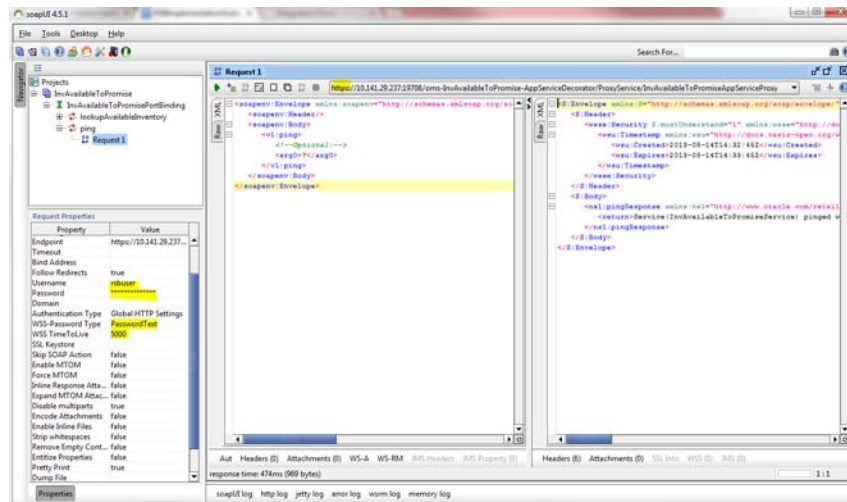 soapUI 4.5.1
File Tools Desktop Help
Search For...
Navigator
Projects
InvAvailableToPromise
InvAvailableToPromisePortBinding
lookupAvailableInventory
ping
Request 1
Request Properties
Property Value
Endpoint https://10.141.29.237...
Timeout
Bind Address
Follow Redirects true
Username rsbuser
Password **************
Domain
Authentication Type Global HTTP Settings
WSS-Password Type PasswordText
WSS TimeToLive 5000
SSL Keystore
Skip SOAP Action false
Enable MTOM false
Force MTOM false
Inline Response Atta... false
Expand MTOM Attac... false
Disable multiparts true
Encode Attachments false
Enable Inline Files false
Strip whitespaces false
Remove Empty Cont... false
Entitize Properties false
Pretty Print true
Dump File
Properties
Request 1
https://10.141.29.237:19708/oms-InvAvailableToPromise-AppServiceDecorator/ProxyService/InvAvailableToPromiseAppServiceProxy
XML
Raw
<soapenv:Envelope xmlns:soapenv="http://schemas.xmlsoap.org/so
<soapenv:Header/>
<soapenv:Body>
<v1:ping>
<!--Optional:-->
<arg0>?</arg0>
</v1:ping>
</soapenv:Body>
</soapenv:Envelope>
Aut Headers (0) Attachments (0) WS-A WS-RM JMS Headers JMS Property (0)
response time: 474ms (969 bytes)
XML
Raw
<S:Envelope xmlns:S="http://schemas.xmlsoap.org/soap/envelope/"
<S:Header>
<wsse:Security S:mustUnderstand="1" xmlns:wsse="http://do
<wsu:Timestamp xmlns:wsu="http://docs.oasis-open.org/w
<wsu:Created>2013-08-14T14:32:45Z</wsu:Created>
<wsu:Expires>2013-08-14T14:33:45Z</wsu:Expires>
</wsu:Timestamp>
</wsse:Security>
</S:Header>
<S:Body>
<ns1:pingResponse xmlns:ns1="http://www.oracle.com/retail
<return>Service(InvAvailableToPromiseService) pinged w
</ns1:pingResponse>
</S:Body>
</S:Envelope>
Headers (6) Attachments (0) SSL Info WSS (0) JMS (0)
1:1
soapUI log http log jetty log error log wsrm log memory log